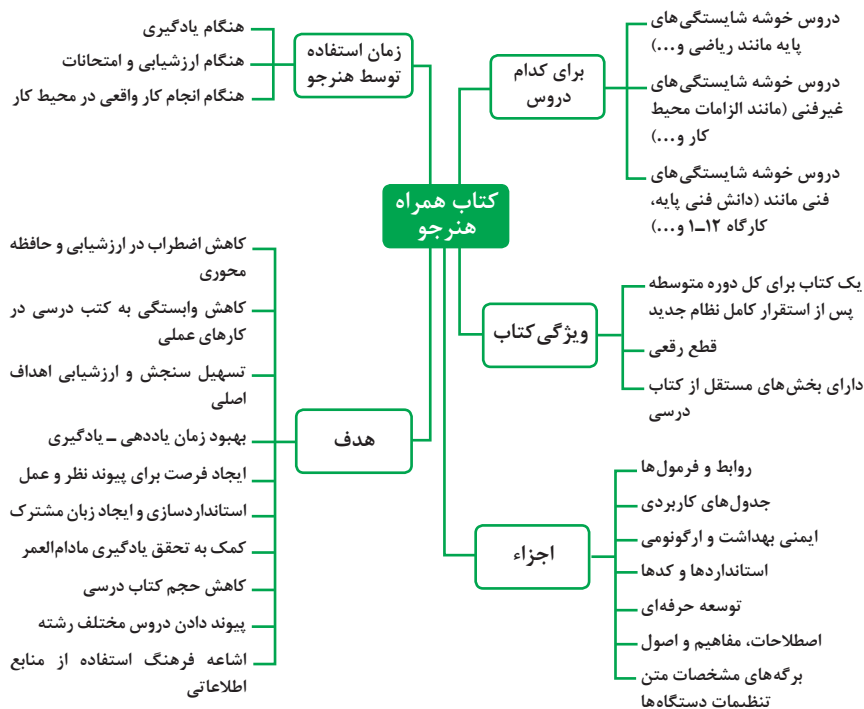 کتاب همراه
هنرجو
برای کدام
دروس
دروس خوشه شایستگی‌های
پایه مانند ریاضی و...)
دروس خوشه شایستگی‌های
غیرفنی (مانند الزامات محیط
کار و...)
دروس خوشه شایستگی‌های
فنی مانند (دانش فنی پایه،
کارگاه ۱۲ـ۱ و...)
ویژگی کتاب
یک کتاب برای کل دوره متوسطه
پس از استقرار کامل نظام جدید
قطع رقعی
دارای بخش‌های مستقل از کتاب
درسی
اجزاء
روابط و فرمول‌ها
جدول‌های کاربردی
ایمنی بهداشت و ارگونومی
استانداردها و کدها
توسعه حرفه‌ای
اصطلاحات، مفاهیم و اصول
برگه‌های مشخصات متن
تنظیمات دستگاه‌ها
زمان استفاده
توسط هنرجو
هنگام یادگیری
هنگام ارزشیابی و امتحانات
هنگام انجام کار واقعی در محیط کار
هدف
کاهش اضطراب در ارزشیابی و حافظه
محوری
کاهش وابستگی به کتب درسی در
کارهای عملی
تسهیل سنجش و ارزشیابی اهداف
اصلی
بهبود زمان یاددهی ـ یادگیری
ایجاد فرصت برای پیوند نظر و عمل
استانداردسازی و ایجاد زبان مشترک
کمک به تحقق یادگیری مادام‌العمر
کاهش حجم کتاب درسی
پیوند دادن دروس مختلف رشته
اشاعه فرهنگ استفاده از منابع
اطلاعاتی